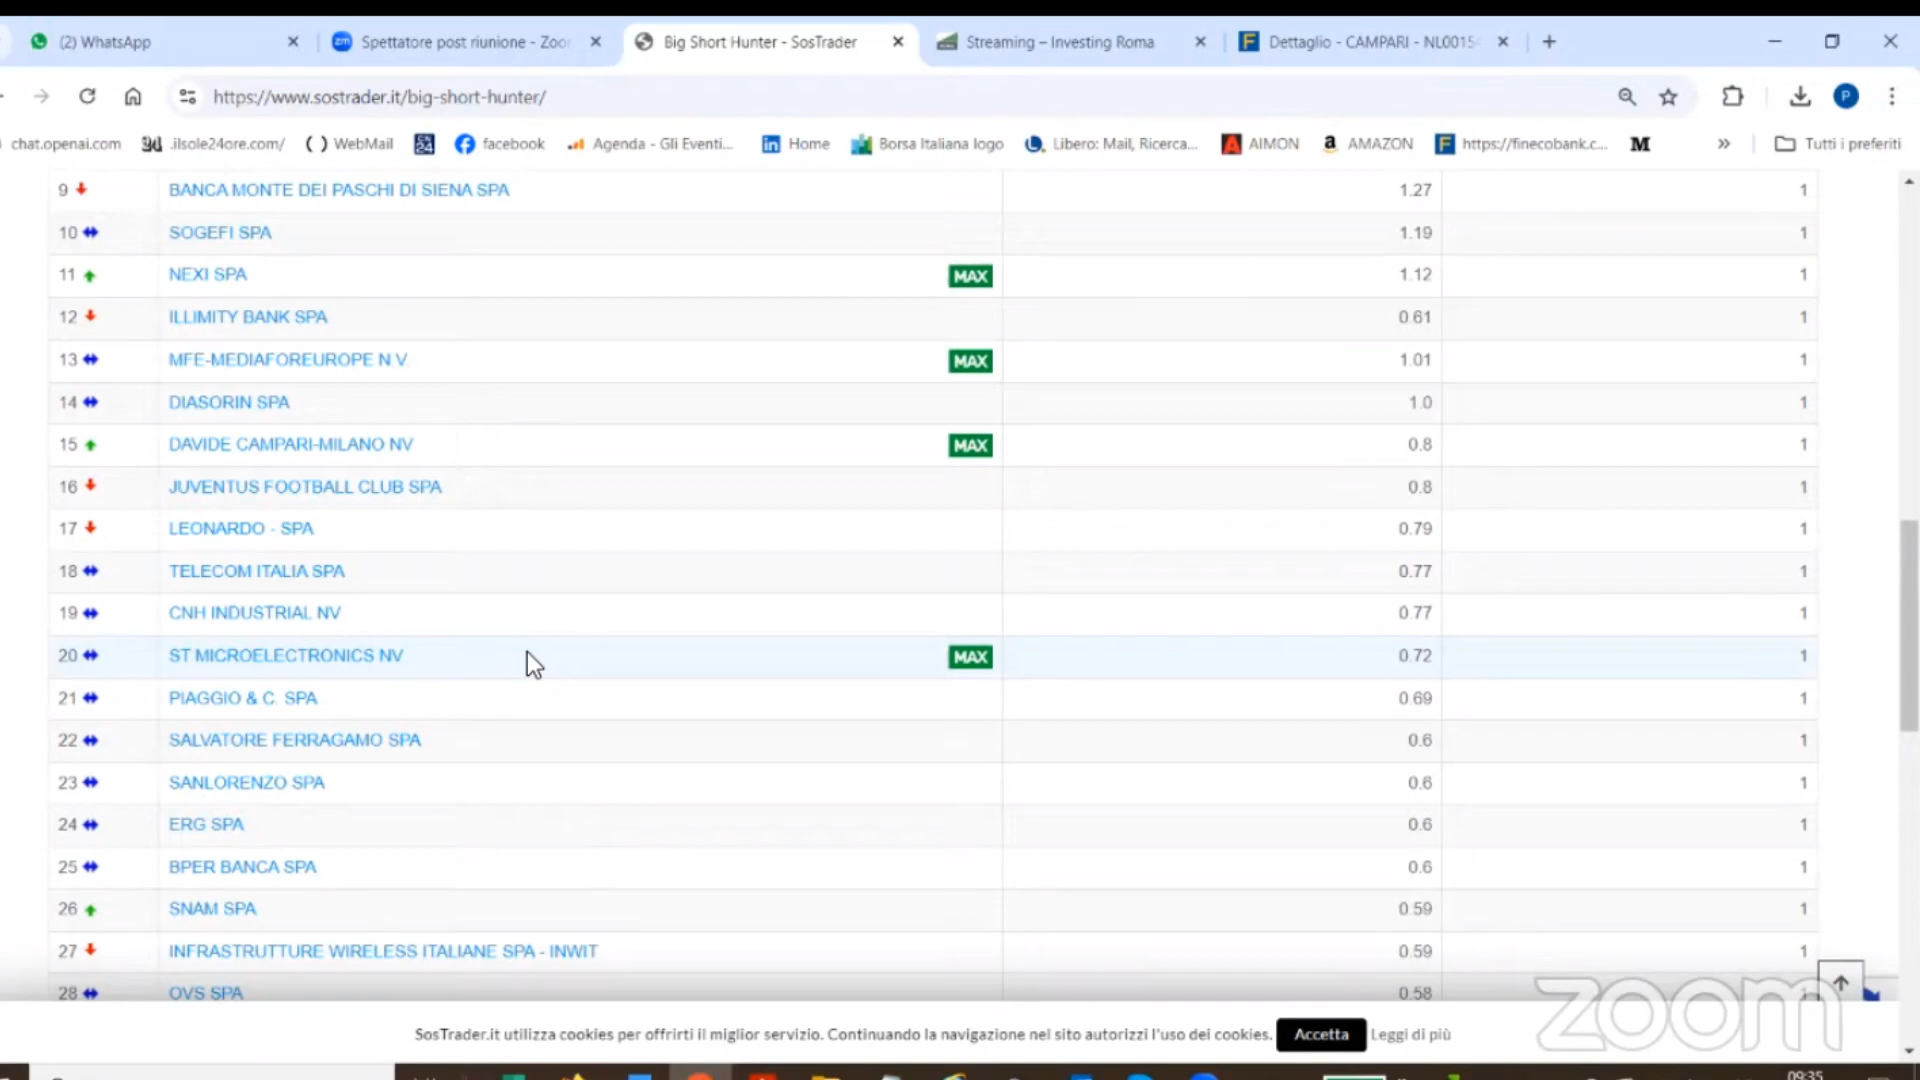 (2) WhatsApp
Spettatore post riunione - Zoo
Big Short Hunter - SosTrader
Streaming – Investing Roma
Dettaglio - CAMPARI - NL0015
https://www.sostrader.it/big-short-hunter/
P
chat.openai.com
.ilsole24ore.com/
WebMail
facebook
Agenda - Gli Eventi...
Home
Borsa Italiana logo
Libero: Mail, Ricerca...
AIMON
AMAZON
https://finecobank.c...
M
»
Tutti i preferiti
9 BANCA MONTE DEI PASCHI DI SIENA SPA 1.27 1
10 SOGEFI SPA 1.19 1
11 NEXI SPA MAX 1.12 1
12 ILLIMITY BANK SPA 0.61 1
13 MFE-MEDIAFOREUROPE N V MAX 1.01 1
14 DIASORIN SPA 1.0 1
15 DAVIDE CAMPARI-MILANO NV MAX 0.8 1
16 JUVENTUS FOOTBALL CLUB SPA 0.8 1
17 LEONARDO - SPA 0.79 1
18 TELECOM ITALIA SPA 0.77 1
19 CNH INDUSTRIAL NV 0.77 1
20 ST MICROELECTRONICS NV MAX 0.72 1
21 PIAGGIO & C. SPA 0.69 1
22 SALVATORE FERRAGAMO SPA 0.6 1
23 SANLORENZO SPA 0.6 1
24 ERG SPA 0.6 1
25 BPER BANCA SPA 0.6 1
26 SNAM SPA 0.59 1
27 INFRASTRUTTURE WIRELESS ITALIANE SPA - INWIT 0.59 1
28 OVS SPA 0.58
zoom
SosTrader.it utilizza cookies per offrirti il miglior servizio. Continuando la navigazione nel sito autorizzi l'uso dei cookies. Accetta Leggi di più
09:35